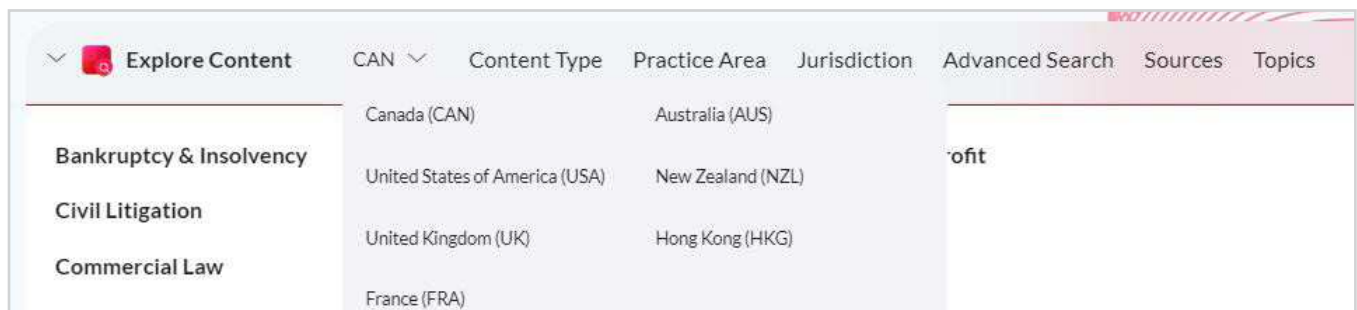 Explore Content CAN Content Type Practice Area Jurisdiction Advanced Search Sources Topics
Canada (CAN) Australia (AUS)
Bankruptcy & Insolvency
United States of America (USA) New Zealand (NZL)
Civil Litigation
United Kingdom (UK) Hong Kong (HKG)
Commercial Law
France (FRA)